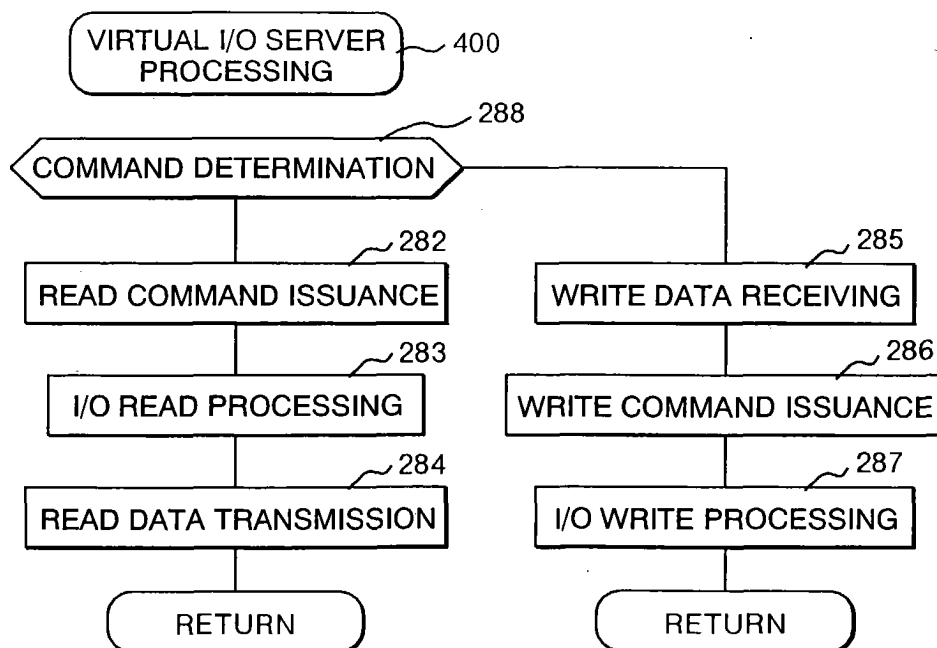 VIRTUAL I/O SERVER
PROCESSING
400
288
COMMAND DETERMINATION
282
READ COMMAND ISSUANCE
283
I/O READ PROCESSING
284
READ DATA TRANSMISSION
RETURN
285
WRITE DATA RECEIVING
286
WRITE COMMAND ISSUANCE
287
I/O WRITE PROCESSING
RETURN